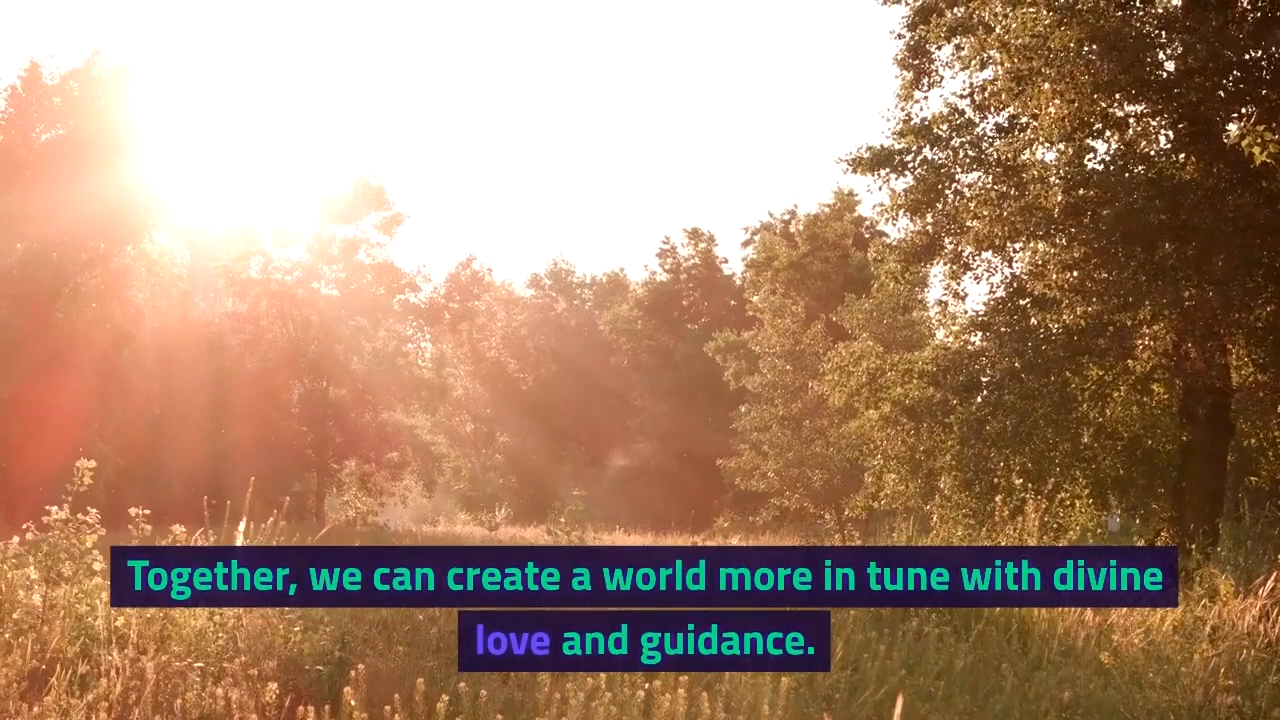 Together, we can create a world more in tune with divine
love and guidance.